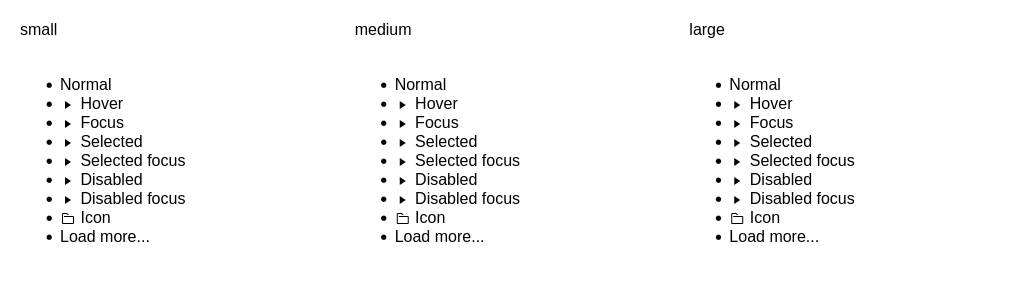 small
Normal
Hover
Focus
Selected
Selected focus
Disabled
Disabled focus
Icon
Load more...
medium
Normal
Hover
Focus
Selected
Selected focus
Disabled
Disabled focus
Icon
Load more...
large
Normal
Hover
Focus
Selected
Selected focus
Disabled
Disabled focus
Icon
Load more...